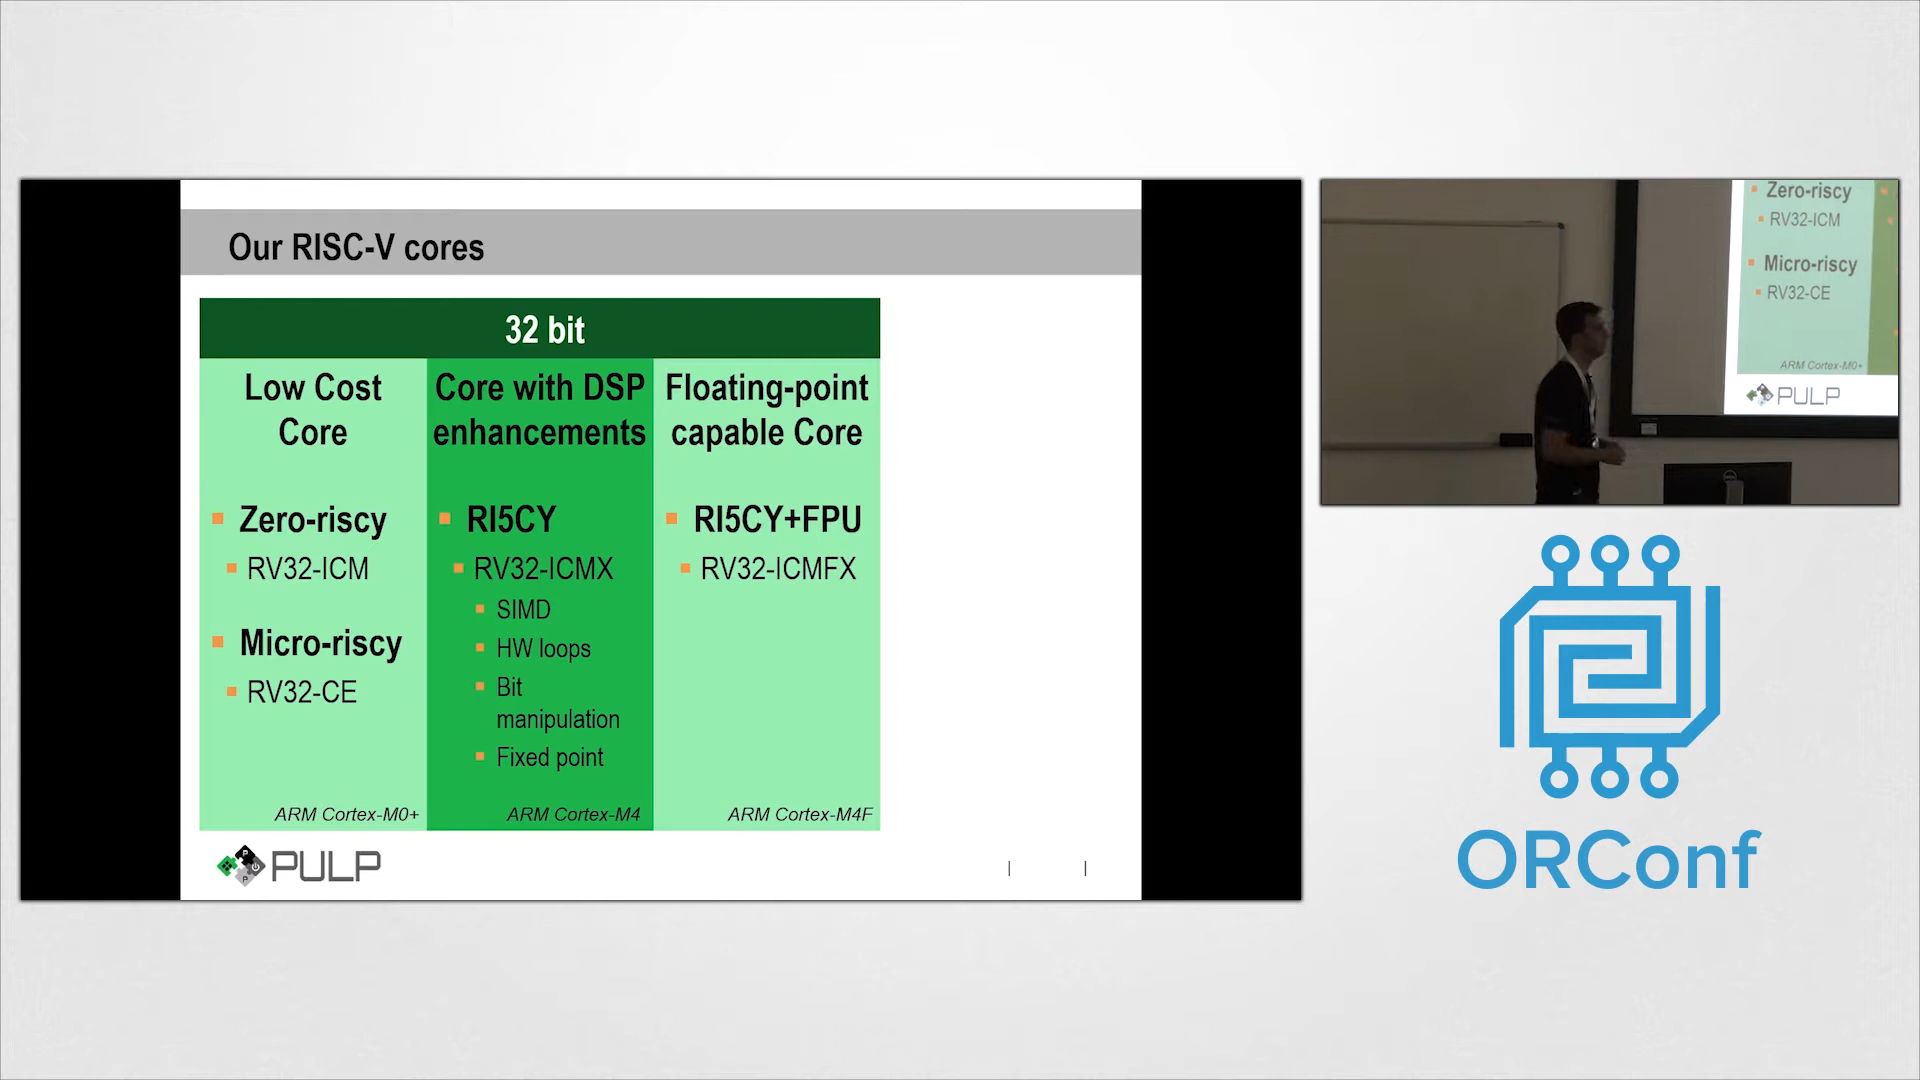 Our RISC-V cores
32 bit
Low Cost
Core
Zero-riscy
RV32-ICM
Micro-riscy
RV32-CE
ARM Cortex-M0+
Core with DSP
enhancements
RI5CY
RV32-ICMX
SIMD
HW loops
Bit
manipulation
Fixed point
ARM Cortex-M4
Floating-point
capable Core
RI5CY+FPU
RV32-ICMFX
ARM Cortex-M4F
PULP
Zero-riscy
RV32-ICM
Micro-riscy
RV32-CE
ARM Cortex-M0+
PULP
ORConf